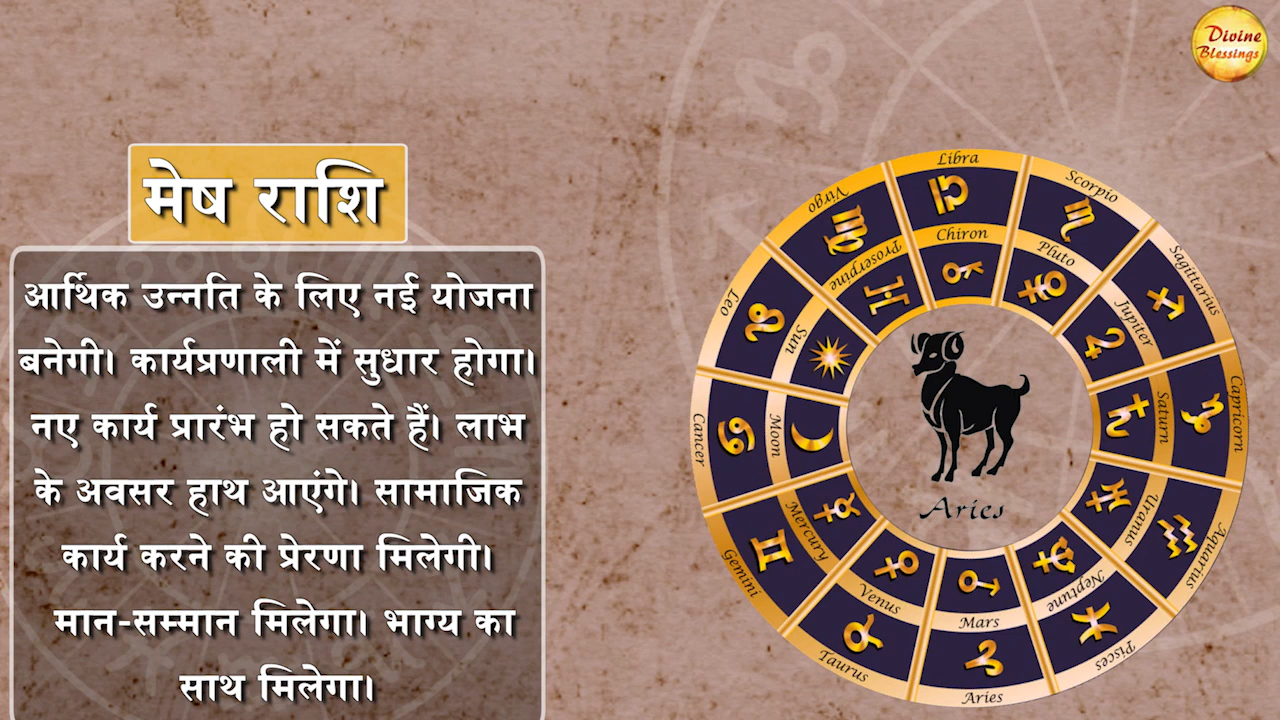 Divine
Blessings
मेष राशि
आर्थिक उन्नति के लिए नई योजना
बनेगी। कार्यप्रणाली में सुधार होगा।
नए कार्य प्रारंभ हो सकते हैं। लाभ
के अवसर हाथ आएंगे। सामाजिक
कार्य करने की प्रेरणा मिलेगी।
मान-सम्मान मिलेगा। भाग्य का
साथ मिलेगा।
Libra
Scorpio
Sagittarius
Capricorn
Aquarius
Pisces
Aries
Taurus
Gemini
Cancer
Leo
Virgo
Chiron
Pluto
Jupiter
Saturn
Uranus
Neptune
Mars
Venus
Mercury
Moon
Sun
Proserpine
Aries